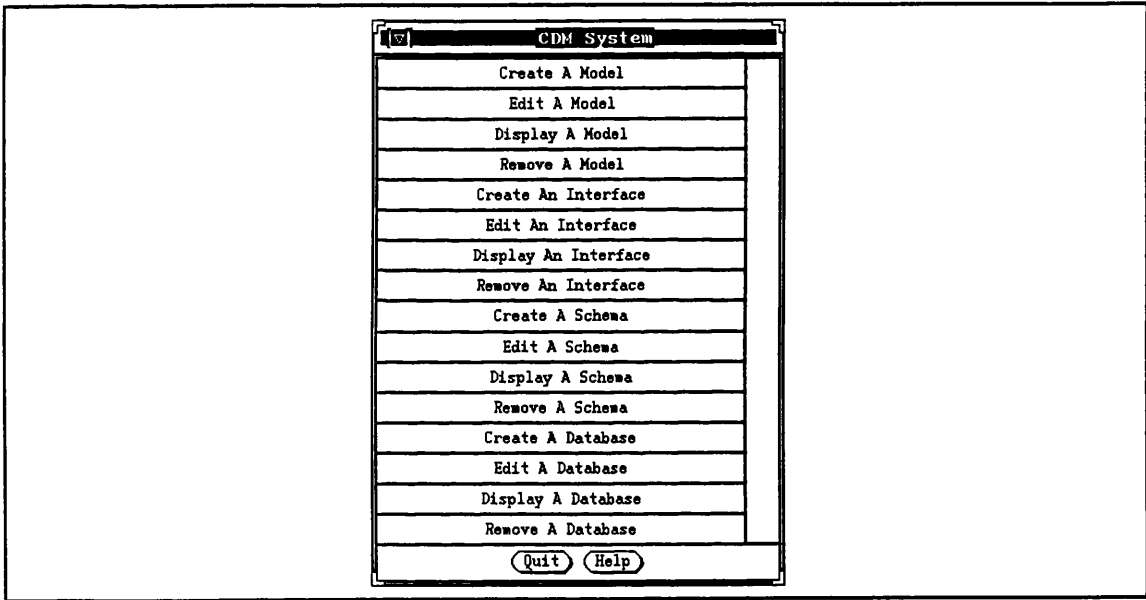 CDM System
Create A Model
Edit A Model
Display A Model
Remove A Model
Create An Interface
Edit An Interface
Display An Interface
Remove An Interface
Create A Schema
Edit A Schema
Display A Schema
Remove A Schema
Create A Database
Edit A Database
Display A Database
Remove A Database
Quit Help